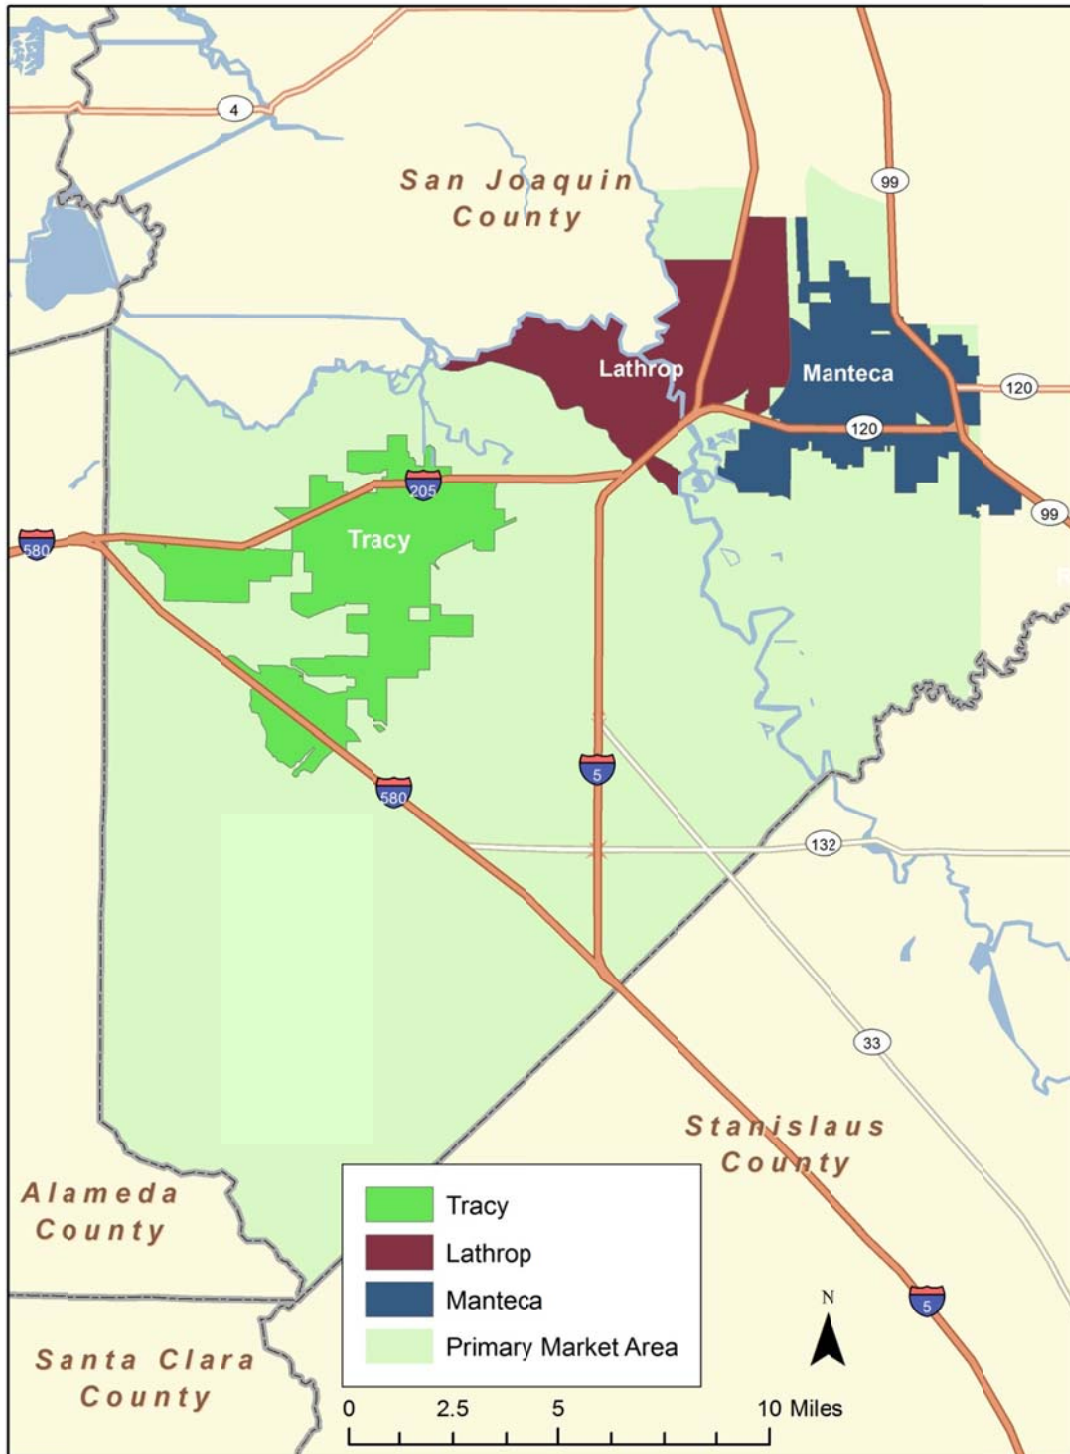 4
San Joaquin
County
99
Lathrop
Manteca
120
120
205
Tracy
580
99
R
5
580
132
33
Stanislaus
County
Alameda
County
Tracy
Lathrop
Manteca
Primary Market Area
5
N
Santa Clara
County
0 2.5 5 10 Miles